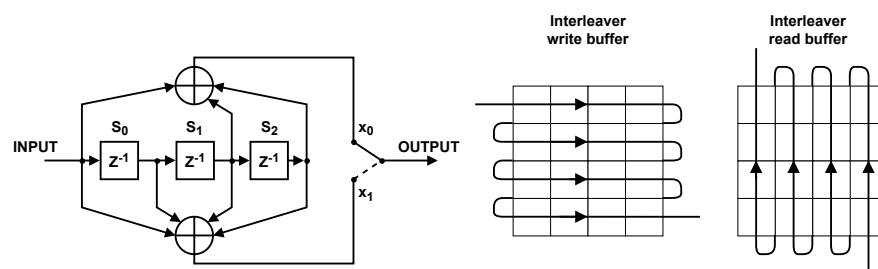 Interleaver
write buffer
Interleaver
read buffer
S0 S1 S2
INPUT
Z-1 Z-1 Z-1
x0
OUTPUT
x1